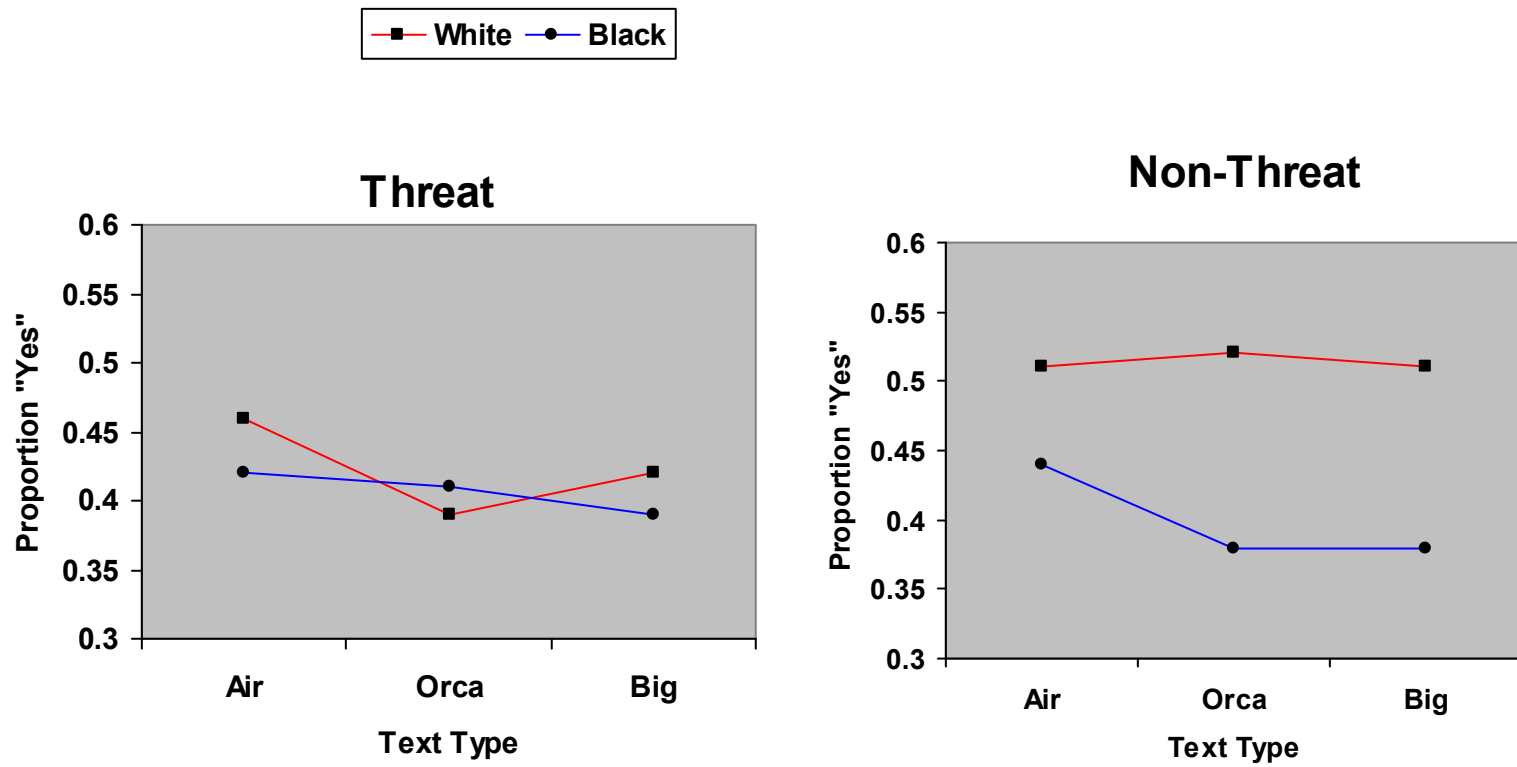 White Black
Threat
0.6
0.55
0.5
0.45
0.4
0.35
0.3
Proportion "Yes"
Air Orca Big
Text Type
Non-Threat
0.6
0.55
0.5
0.45
0.4
0.35
0.3
Proportion "Yes"
Air Orca Big
Text Type